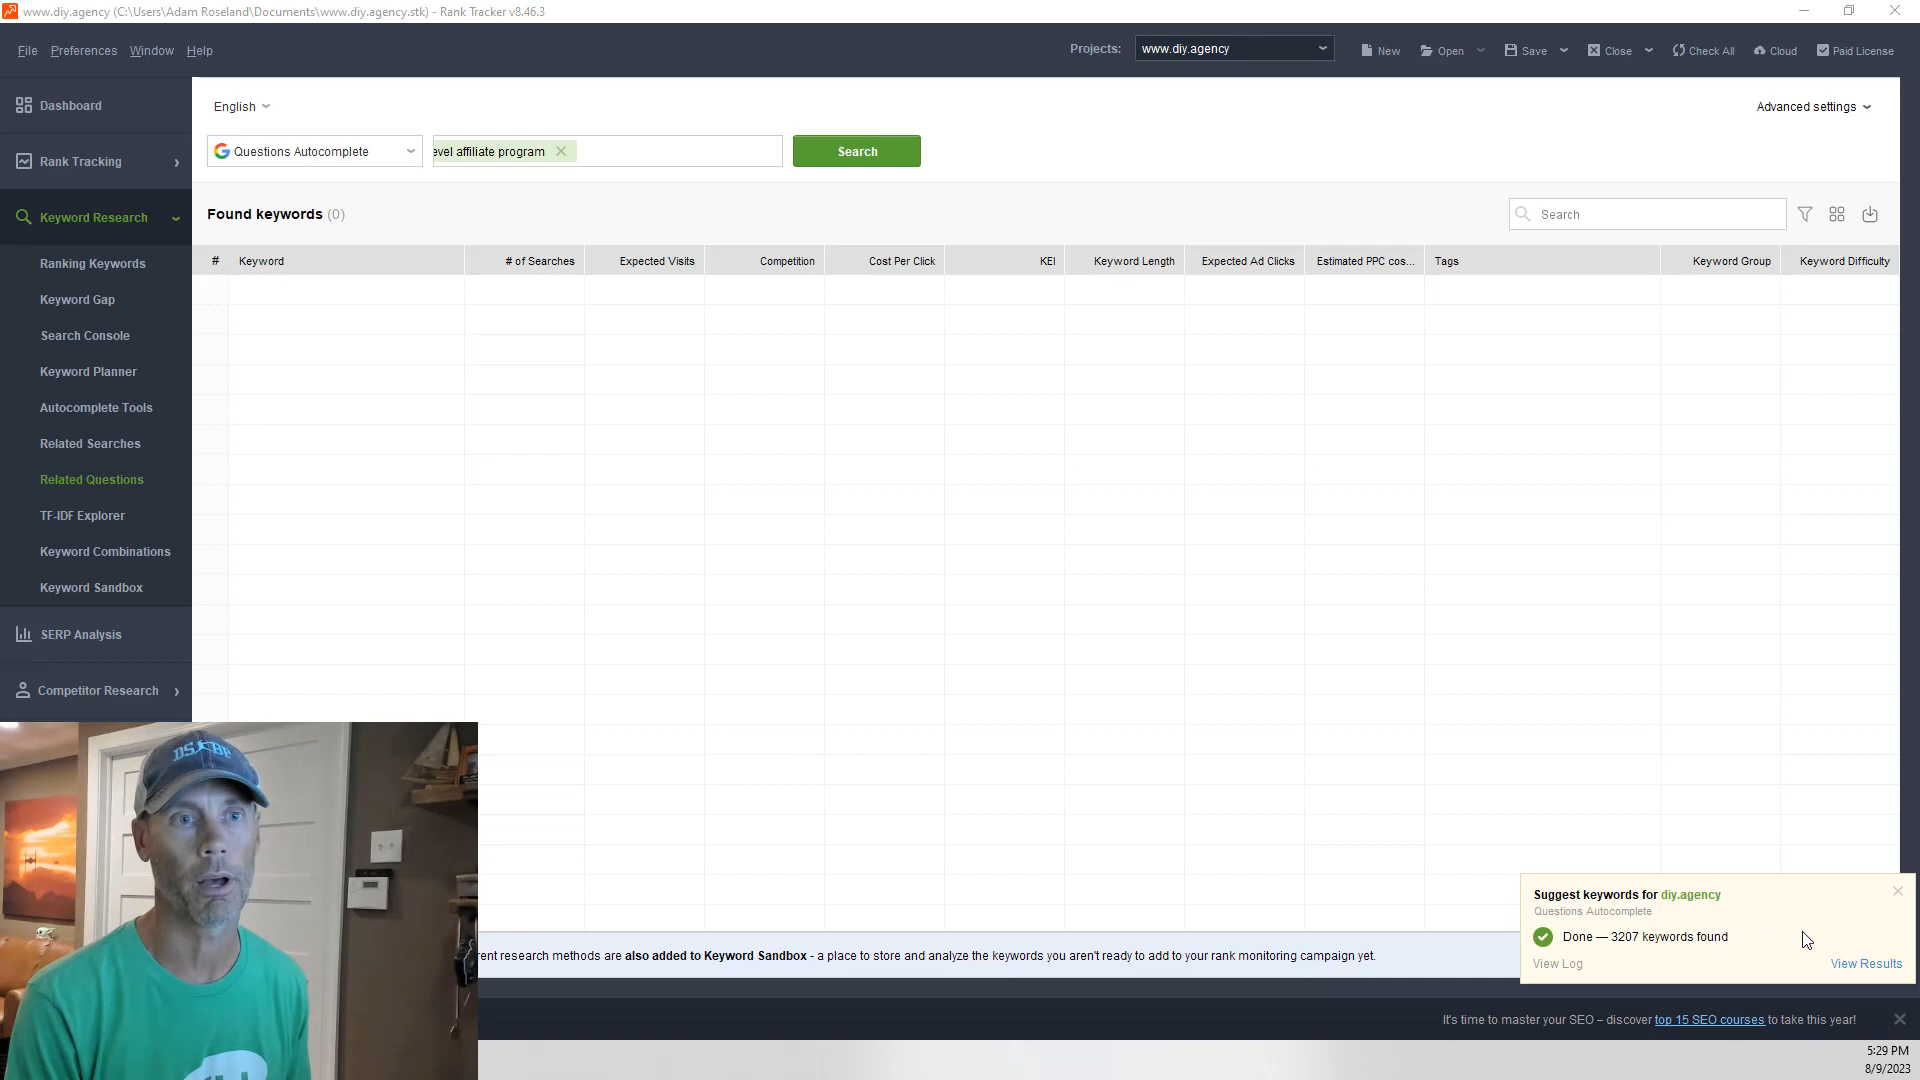 www.diy.agency (C:\Users\Adam Roseland\Documents\www.diy.agency.stk) - Rank Tracker v8.46.3
File Preferences Window Help
Projects: www.diy.agency New Open Save Close Check All Cloud Paid License
Dashboard
Rank Tracking
Keyword Research
Ranking Keywords
Keyword Gap
Search Console
Keyword Planner
Autocomplete Tools
Related Searches
Related Questions
TF-IDF Explorer
Keyword Combinations
Keyword Sandbox
SERP Analysis
Competitor Research
English
Advanced settings
Questions Autocomplete
evel affiliate program
Search
Found keywords (0)
Search
# Keyword # of Searches Expected Visits Competition Cost Per Click KEI Keyword Length Expected Ad Clicks Estimated PPC cos... Tags Keyword Group Keyword Difficulty
Suggest keywords for diy.agency
Questions Autocomplete
Done — 3207 keywords found
View Log
View Results
rent research methods are also added to Keyword Sandbox - a place to store and analyze the keywords you aren't ready to add to your rank monitoring campaign yet.
It's time to master your SEO – discover top 15 SEO courses to take this year!
5:29 PM
8/9/2023